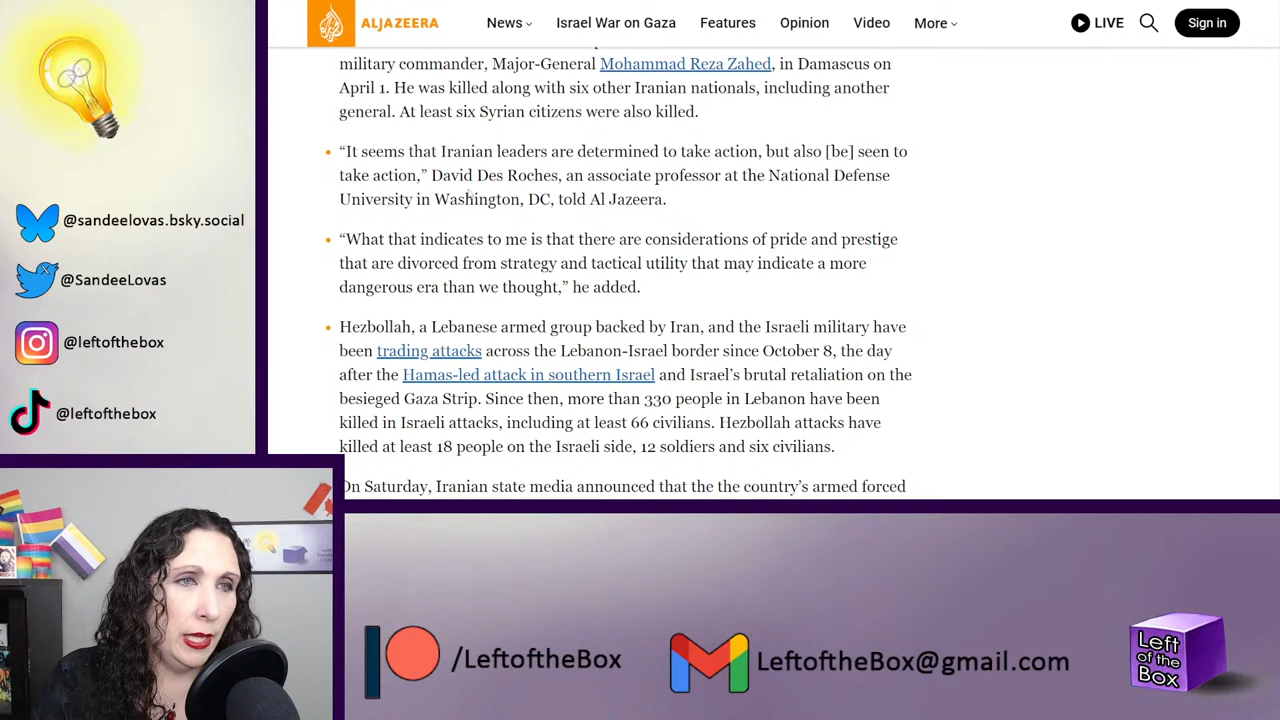 ALJAZEERA
News
Israel War on Gaza
Features
Opinion
Video
More
LIVE
Sign in
military commander, Major-General Mohammad Reza Zahed, in Damascus on
April 1. He was killed along with six other Iranian nationals, including another
general. At least six Syrian citizens were also killed.
“It seems that Iranian leaders are determined to take action, but also [be] seen to
take action,” David Des Roches, an associate professor at the National Defense
University in Washington, DC, told Al Jazeera.
“What that indicates to me is that there are considerations of pride and prestige
that are divorced from strategy and tactical utility that may indicate a more
dangerous era than we thought,” he added.
Hezbollah, a Lebanese armed group backed by Iran, and the Israeli military have
been trading attacks across the Lebanon-Israel border since October 8, the day
after the Hamas-led attack in southern Israel and Israel’s brutal retaliation on the
besieged Gaza Strip. Since then, more than 330 people in Lebanon have been
killed in Israeli attacks, including at least 66 civilians. Hezbollah attacks have
killed at least 18 people on the Israeli side, 12 soldiers and six civilians.
On Saturday, Iranian state media announced that the the country’s armed forced
@sandeelovas.bsky.social
@SandeeLovas
@leftofthebox
@leftofthebox
/LeftoftheBox
LeftoftheBox@gmail.com
Left
of the
Box